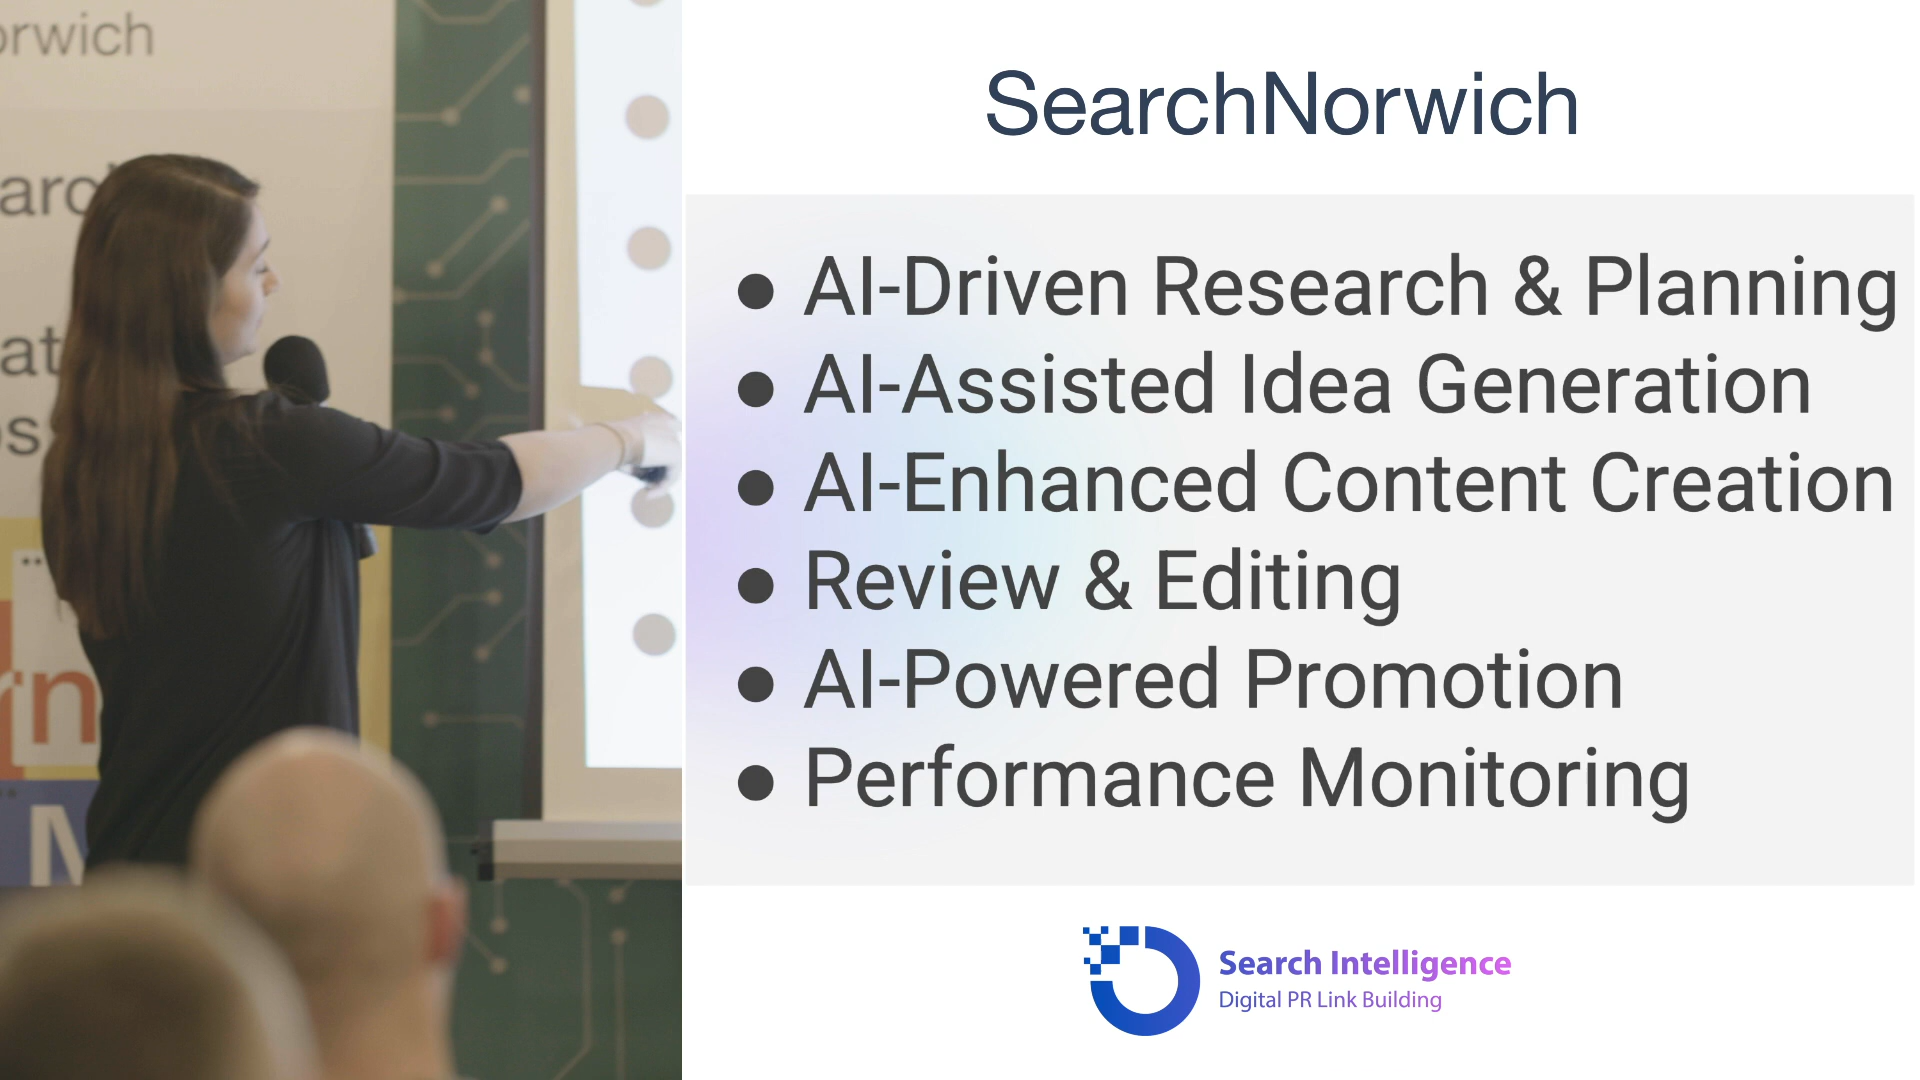 orwich
SearchNorwich
● AI-Driven Research & Planning
● AI-Assisted Idea Generation
● AI-Enhanced Content Creation
● Review & Editing
● AI-Powered Promotion
● Performance Monitoring
Search Intelligence
Digital PR Link Building